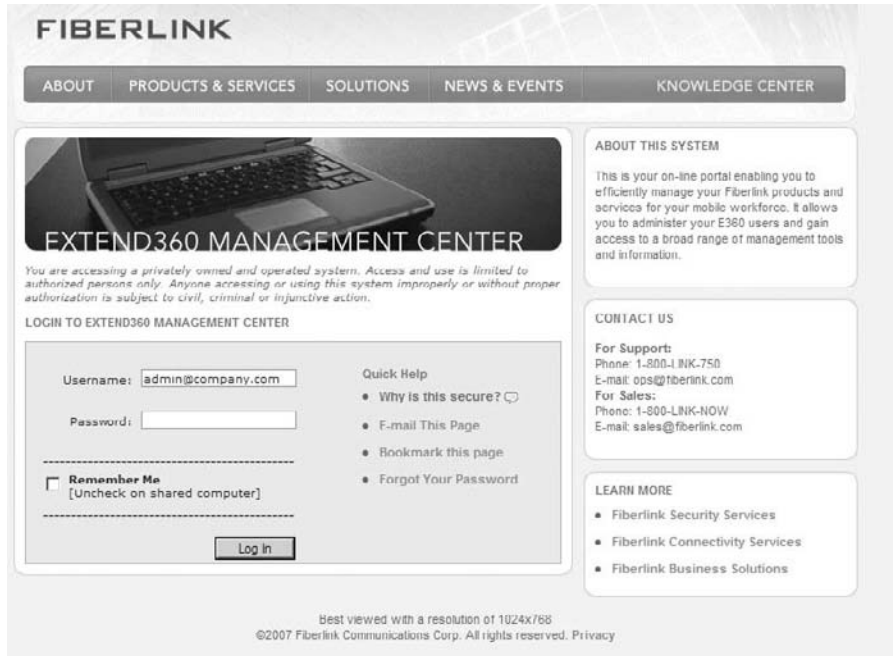 FIBERLINK
ABOUT PRODUCTS & SERVICES SOLUTIONS NEWS & EVENTS KNOWLEDGE CENTER
EXTEND360 MANAGEMENT CENTER
You are accessing a privately owned and operated system. Access and use is limited to
authorized persons only. Anyone accessing or using this system improperly or without proper
authorization is subject to civil, criminal or injunctive action.
LOGIN TO EXTEND360 MANAGEMENT CENTER
Username: admin@company.com
Password:
Remember Me
[Uncheck on shared computer]
Log In
Quick Help
• Why is this secure?
• E-mail This Page
• Bookmark this page
• Forgot Your Password
ABOUT THIS SYSTEM
This is your on-line portal enabling you to
efficiently manage your Fiberlink products and
services for your mobile workforce. It allows
you to administer your E360 users and gain
access to a broad range of management tools
and information.
CONTACT US
For Support:
Phone: 1-800-LINK-750
E-mail: ops@fiberlink.com
For Sales:
Phone: 1-800-LINK-NOW
E-mail: sales@fiberlink.com
LEARN MORE
• Fiberlink Security Services
• Fiberlink Connectivity Services
• Fiberlink Business Solutions
Best viewed with a resolution of 1024x768
©2007 Fiberlink Communications Corp. All rights reserved. Privacy